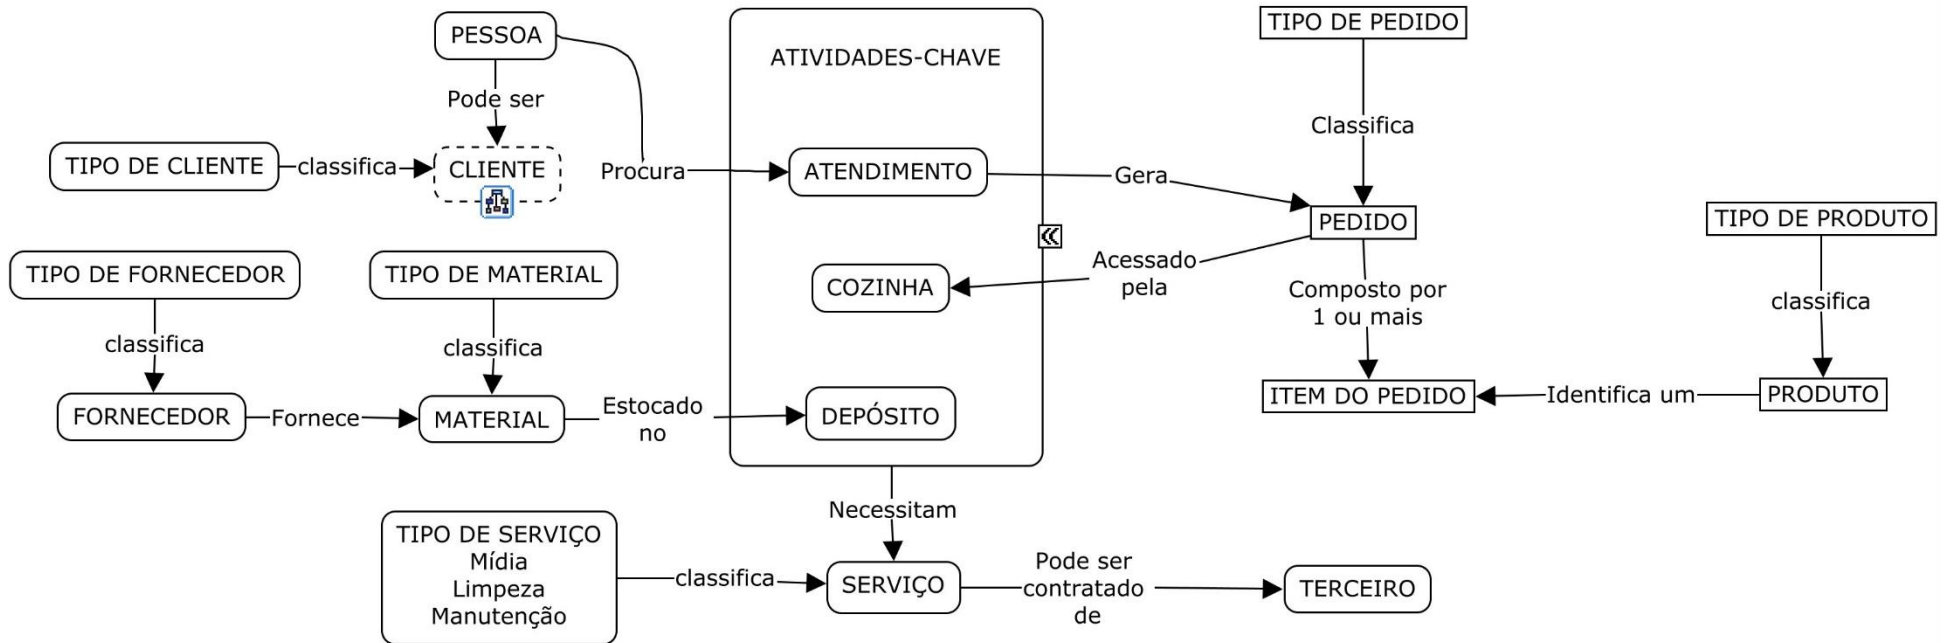 PESSOA
ATIVIDADES-CHAVE
TIPO DE PEDIDO
Pode ser
Classifica
TIPO DE CLIENTE
classifica
CLIENTE
Procura
ATENDIMENTO
Gera
PEDIDO
TIPO DE PRODUTO
TIPO DE FORNECEDOR
TIPO DE MATERIAL
COZINHA
Acessado
pela
Composto por
1 ou mais
classifica
classifica
classifica
FORNECEDOR
Fornece
MATERIAL
Estocado
no
DEPÓSITO
ITEM DO PEDIDO
Identifica um
PRODUTO
Necessitam
TIPO DE SERVIÇO
Mídia
Limpeza
Manutenção
classifica
SERVIÇO
Pode ser
contratado
de
TERCEIRO